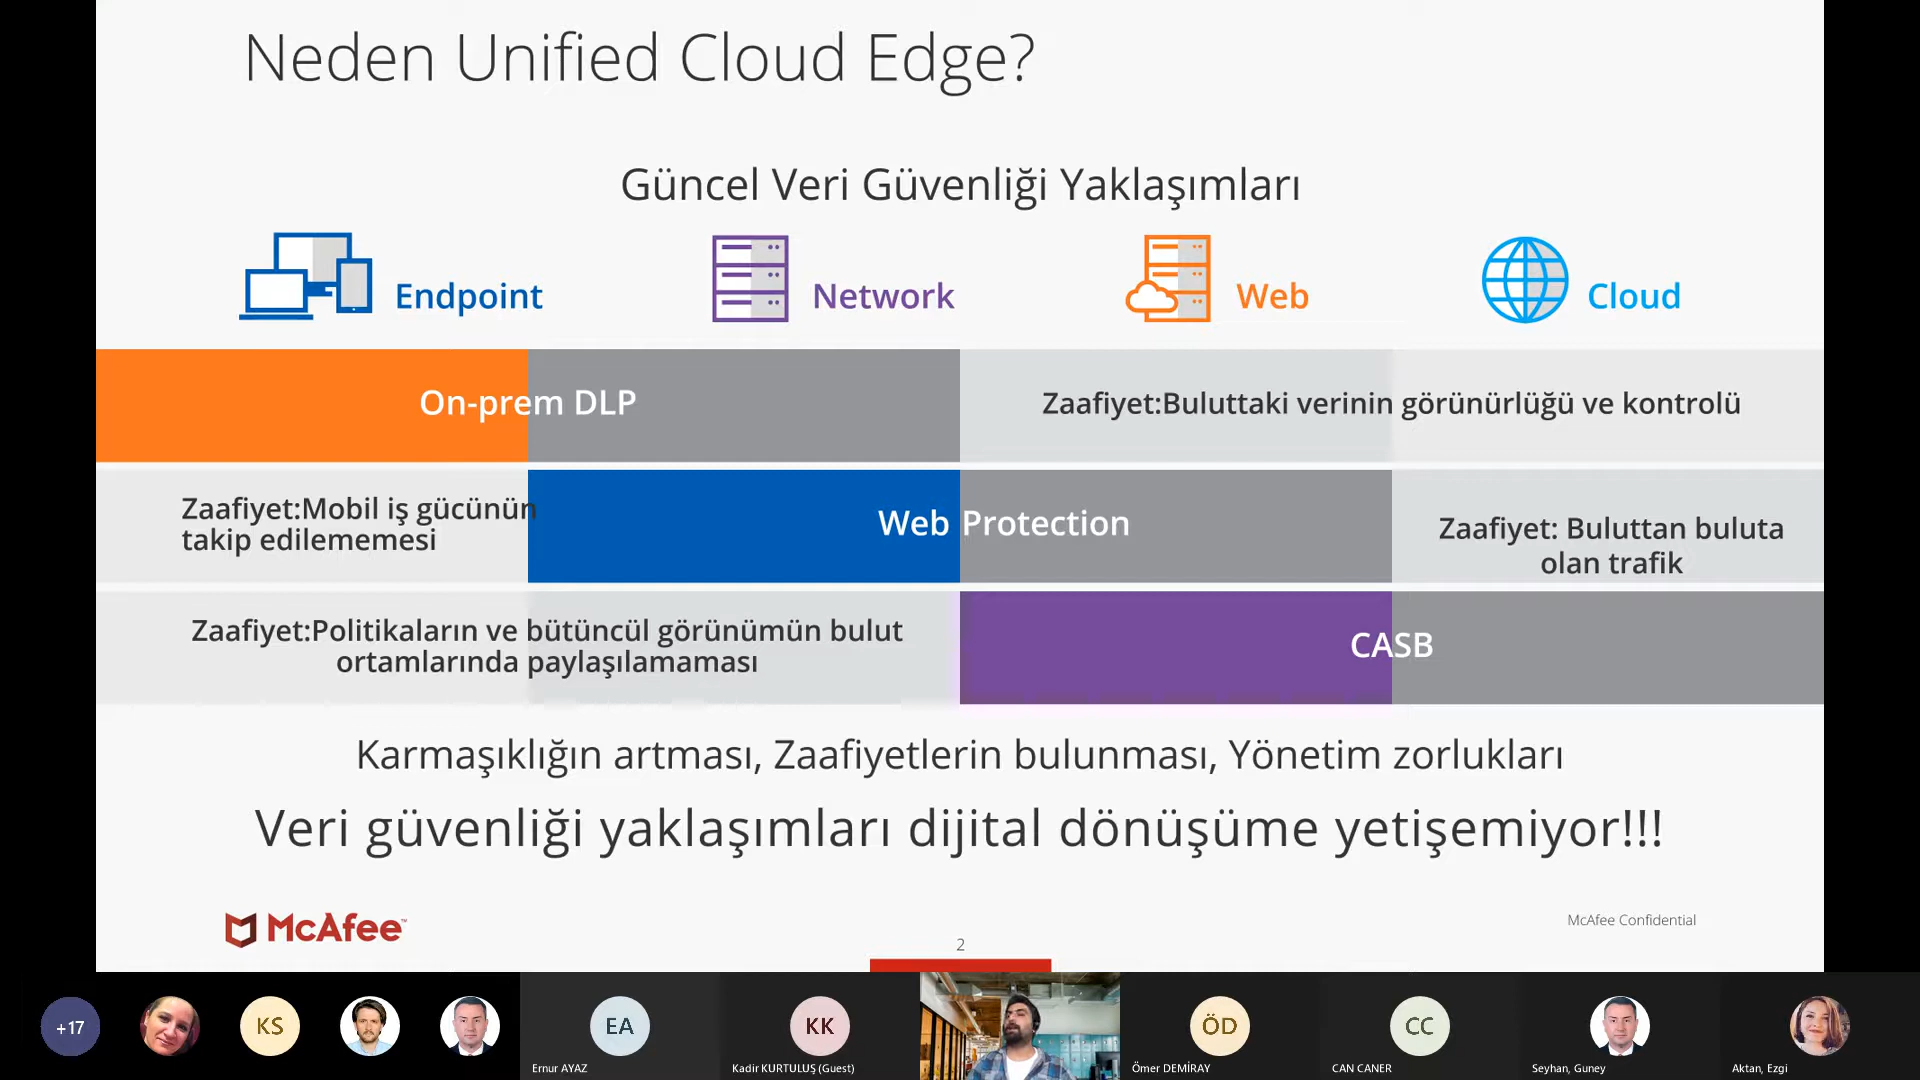 Neden Unified Cloud Edge?
Güncel Veri Güvenliği Yaklaşımları
Endpoint
Network
Web
Cloud
On-prem DLP
Zaafiyet:Buluttaki verinin görünürlüğü ve kontrolü
Zaafiyet:Mobil iş gücünün
takip edilememesi
Web Protection
Zaafiyet: Buluttan buluta
olan trafik
Zaafiyet:Politikaların ve bütüncül görünümün bulut
ortamlarında paylaşılamaması
CASB
Karmaşıklığın artması, Zaafiyetlerin bulunması, Yönetim zorlukları
Veri güvenliği yaklaşımları dijital dönüşüme yetişemiyor!!!
McAfee™
McAfee Confidential
2
+17
KS
EA
KK
ÖD
CC
Ernur AYAZ
Kadir KURTULUŞ (Guest)
Ömer DEMİRAY
CAN CANER
Seyhan, Guney
Aktan, Ezgi